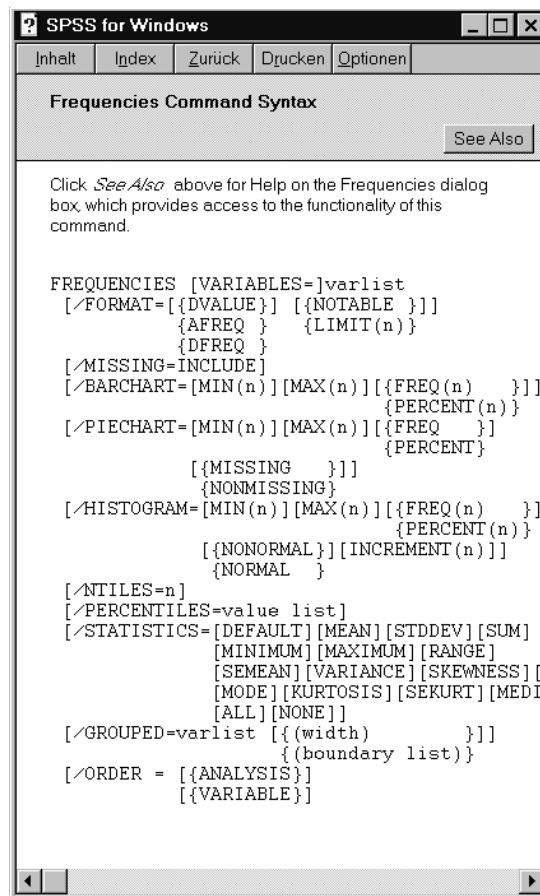 SPSS for Windows
Inhalt Index Zurück Drucken Optionen
Frequencies Command Syntax
See Also
Click See Also above for Help on the Frequencies dialog
box, which provides access to the functionality of this
command.
FREQUENCIES [VARIABLES=]varlist
[/FORMAT=[{DVALUE}] [{NOTABLE }]]
{AFREQ } {LIMIT(n)}
{DFREQ }
[/MISSING=INCLUDE]
[/BARCHART=[MIN(n)][MAX(n)][{FREQ(n) }]]
{PERCENT(n)}
[/PIECHART=[MIN(n)][MAX(n)][{FREQ }]
{PERCENT}
[{MISSING }]]
{NONMISSING}
[/HISTOGRAM=[MIN(n)][MAX(n)][{FREQ(n) }]
{PERCENT(n)}
[{NONORMAL}][INCREMENT(n)]]
{NORMAL }
[/NTILES=n]
[/PERCENTILES=value list]
[/STATISTICS=[DEFAULT][MEAN][STDDEV][SUM]
[MINIMUM][MAXIMUM][RANGE]
[SEMEAN][VARIANCE][SKEWNESS][
[MODE][KURTOSIS][SEKURT][MEDI
[ALL][NONE]]
[/GROUPED=varlist [{(width) }]]
{(boundary list)}
[/ORDER = [{ANALYSIS}]
[{VARIABLE}]